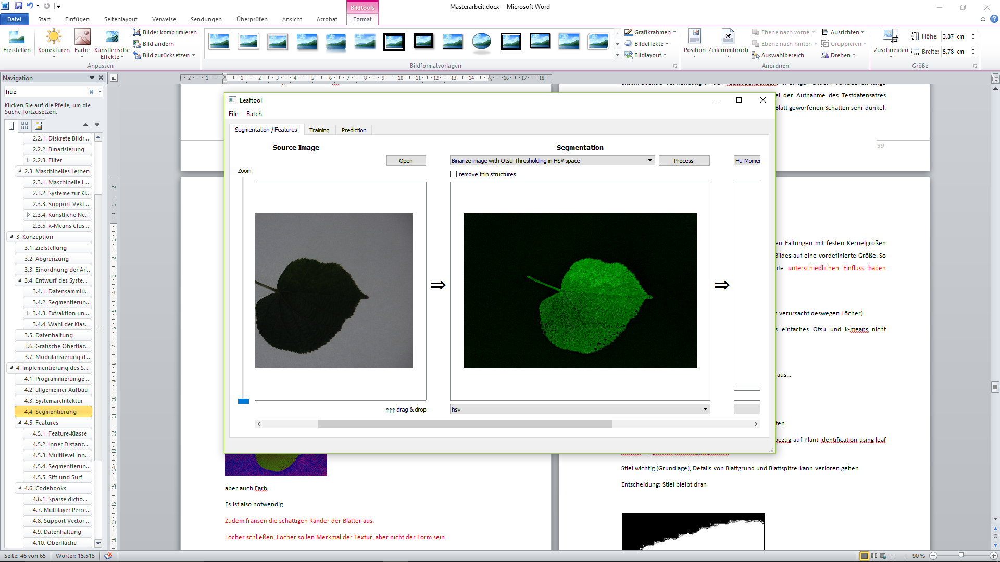 Masterarbeit.docx - Microsoft Word
Bildtools
Datei Start Einfügen Seitenlayout Verweise Sendungen Überprüfen Ansicht Acrobat Format
Freistellen
Korrekturen
Farbe
Künstlerische Effekte
Bilder komprimieren
Bild ändern
Bild zurücksetzen
Anpassen
Bildformatvorlagen
Grafikrahmen
Bildeffekte
Bildlayout
Position
Zeilenumbruch
Ebene nach vorne
Ebene nach hinten
Auswahlbereich
Ausrichten
Gruppieren
Drehen
Anordnen
Zuschneiden
Höhe: 3,87 cm
Breite: 5,78 cm
Größe
Navigation
hue
Klicken Sie auf die Pfeile, um die
Suche fortzusetzen.
2.2.1. Diskrete Bildr...
2.2.2. Binarisierung
2.2.3. Filter
2.3. Maschinelles Lernen
2.3.1. Maschinelle L...
2.3.2. Systeme zur Kl...
2.3.3. Support-Vekt...
2.3.4. Künstliche Ne...
2.3.5. k-Means Clus...
3. Konzeption
3.1. Zielstellung
3.2. Abgrenzung
3.3. Einordnung der Ar...
3.4. Entwurf des Syste...
3.4.1. Datensammlu...
3.4.2. Segmentierun...
3.4.3. Extraktion un...
3.4.4. Wahl der Klas...
3.5. Datenhaltung
3.6. Grafische Oberfläc...
3.7. Modularisierung d...
4. Implementierung des S...
4.1. Programmierumge...
4.2. allgemeiner Aufbau
4.3. Systemarchitektur
4.4. Segmentierung
4.5. Features
4.5.1. Feature-Klasse
4.5.2. Inner Distanc...
4.5.3. Multilevel Inn...
4.5.4. Segmentierun...
4.5.5. Sift und Surf
4.6. Codebooks
4.6.1. Sparse dictio...
4.7. Multilayer Perce...
4.8. Support Vector ...
4.9. Datenhaltung
4.10. Oberfläche
Leaftool
File Batch
Segmentation / Features Training Prediction
Source Image
Open
Zoom
↑↑↑ drag & drop
⇒
Segmentation
Binarize image with Otsu-Thresholding in HSV space
Process
remove thin structures
hsv
⇒
Hu-Momen
ei der Aufnahme des Testdatensatzes
Blatt geworfenen Schatten sehr dunkel.
39
en Faltungen mit festen Kernelgrößen
Bildes auf eine vordefinierte Größe. So
nte unterschiedlichen Einfluss haben
n verursacht deswegen Löcher)
s einfaches Otsu und k-means nicht
raus...
ten
bezug auf Plant identification using leaf
Stiel wichtig (Grundlage), Details von Blattgrund und Blattspitze kann verloren gehen
Entscheidung: Stiel bleibt dran
aber auch Farb
Es ist also notwendig
Zudem fransen die schattigen Ränder der Blätter aus.
Löcher schließen, Löcher sollen Merkmal der Textur, aber nicht der Form sein
Seite: 46 von 65 Wörter: 15.515
90 %